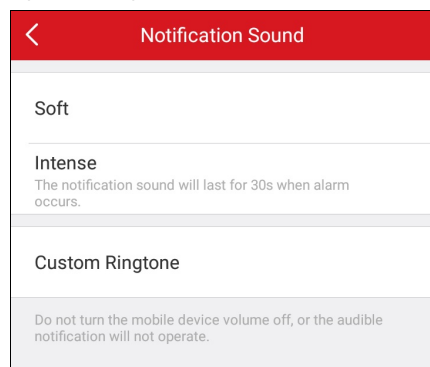 Notification Sound
Soft
Intense
The notification sound will last for 30s when alarm
occurs.
Custom Ringtone
Do not turn the mobile device volume off, or the audible
notification will not operate.